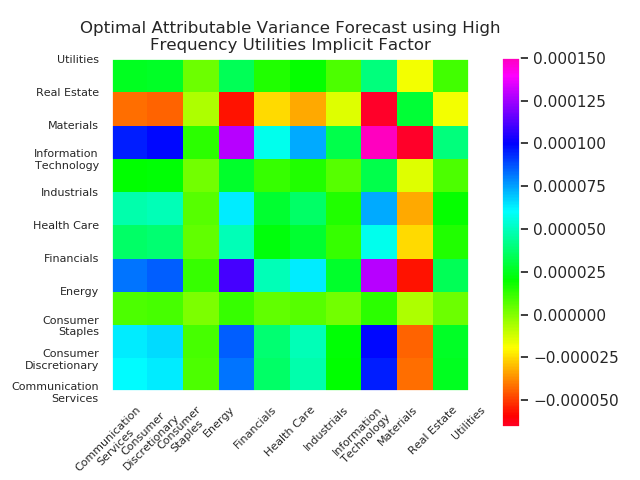 Optimal Attributable Variance Forecast using High
Frequency Utilities Implicit Factor
Utilities
Real Estate
Materials
Information
Technology
Industrials
Health Care
Financials
Energy
Consumer
Staples
Consumer
Discretionary
Communication
Services
Communication
Services
Consumer
Discretionary
Consumer
Staples
Energy
Financials
Health Care
Industrials
Information
Technology
Materials
Real Estate
Utilities
0.000150
0.000125
0.000100
0.000075
0.000050
0.000025
0.000000
−0.000025
−0.000050